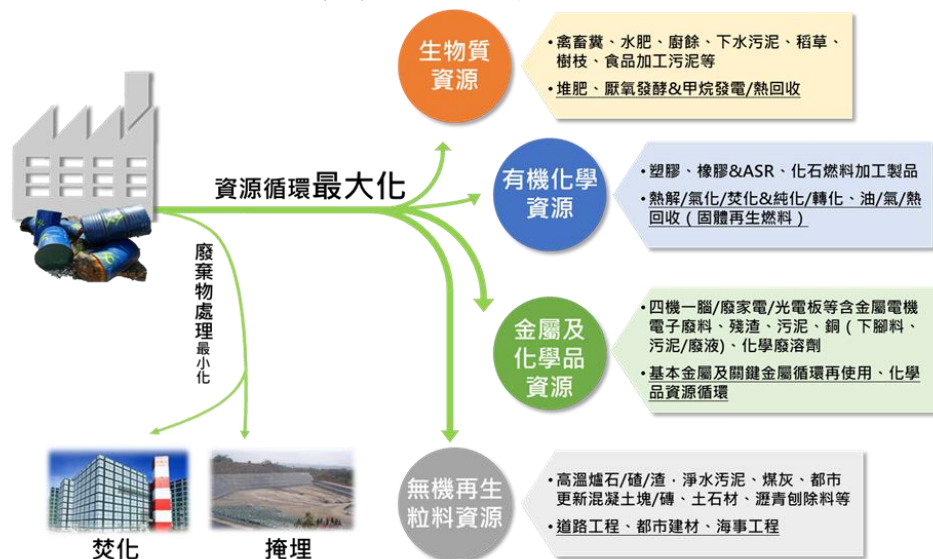 生物質
資源
•禽畜糞、水肥、廚餘、下水污泥、稻草、
樹枝、食品加工污泥等
•堆肥、厭氧發酵&甲烷發電/熱回收
資源循環最大化
有機化學
資源
•塑膠、橡膠&ASR、化石燃料加工製品
•熱解/氣化/焚化&純化/轉化、油/氣/熱
回收（固體再生燃料）
廢棄物處理最小化
金屬及
化學品
資源
•四機一腦/廢家電/光電板等含金屬電機
電子廢料、殘渣、污泥、銅（下腳料、
污泥/廢液)、化學廢溶劑
•基本金屬及關鍵金屬循環再使用、化學
品資源循環
無機再生
粒料資源
•高溫爐石/碴/渣，淨水污泥、煤灰、都市
更新混凝土塊/磚、土石材、瀝青刨除料等
•道路工程、都市建材、海事工程
焚化
掩埋